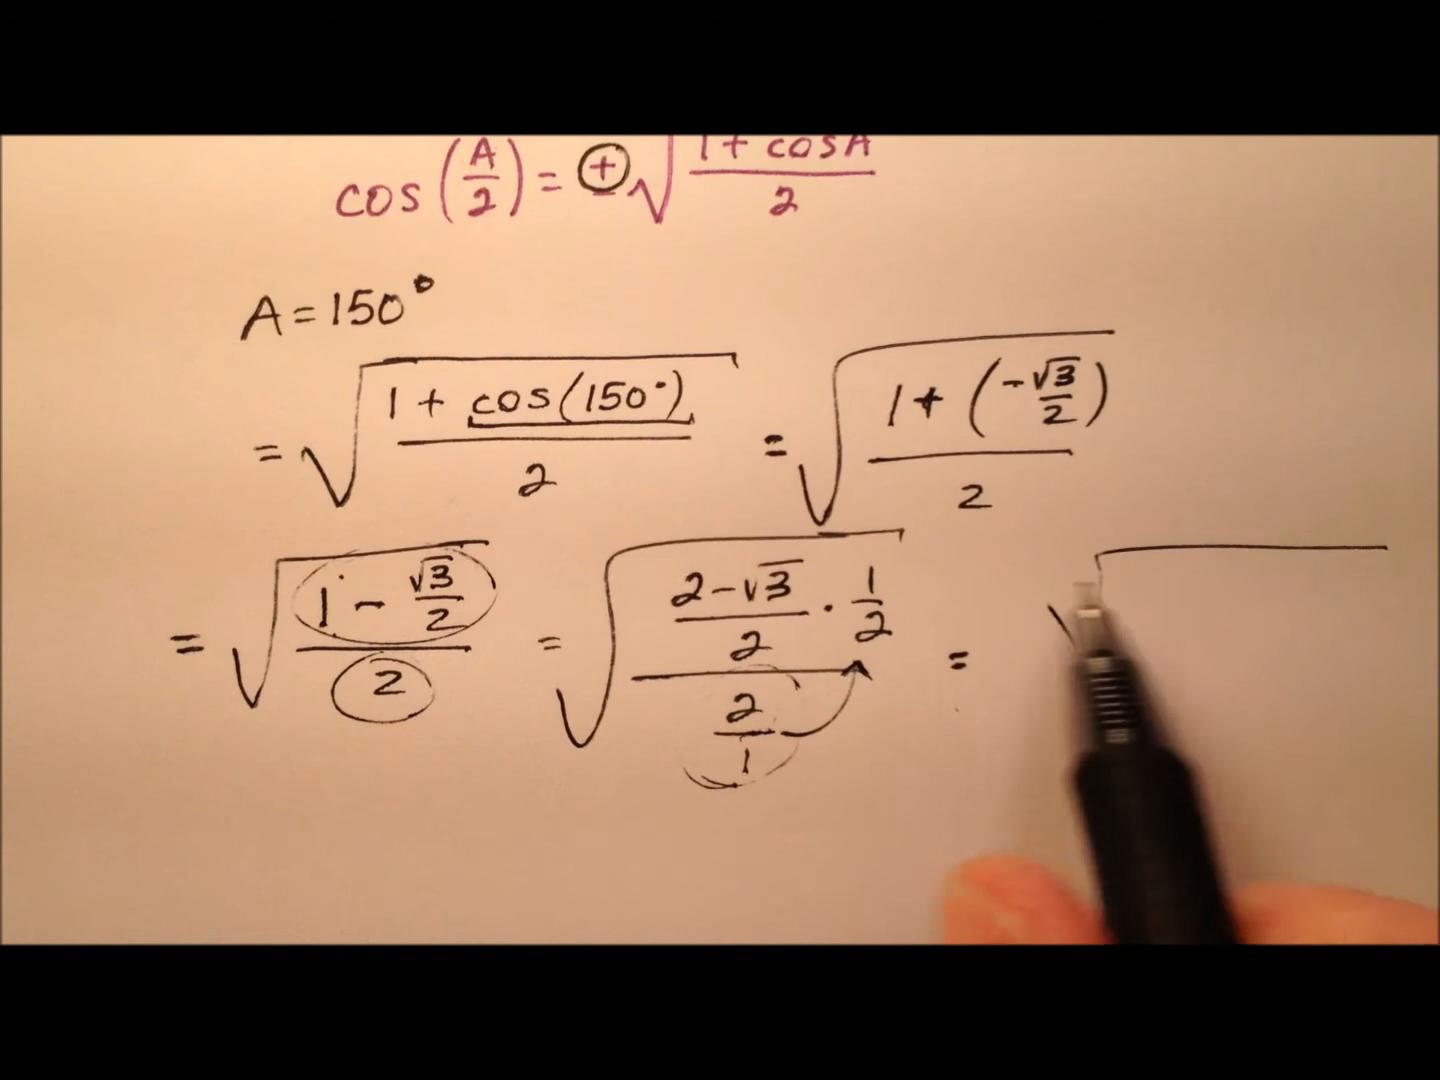 cos(A/2) = ± √((1 + cosA)/2)
A = 150°
= √((1 + cos(150°))/2) = √((1 + (-√3/2))/2)
= √((1 - √3/2)/2) = √(((2-√3)/2 · 1/2)/(2/1)) = √